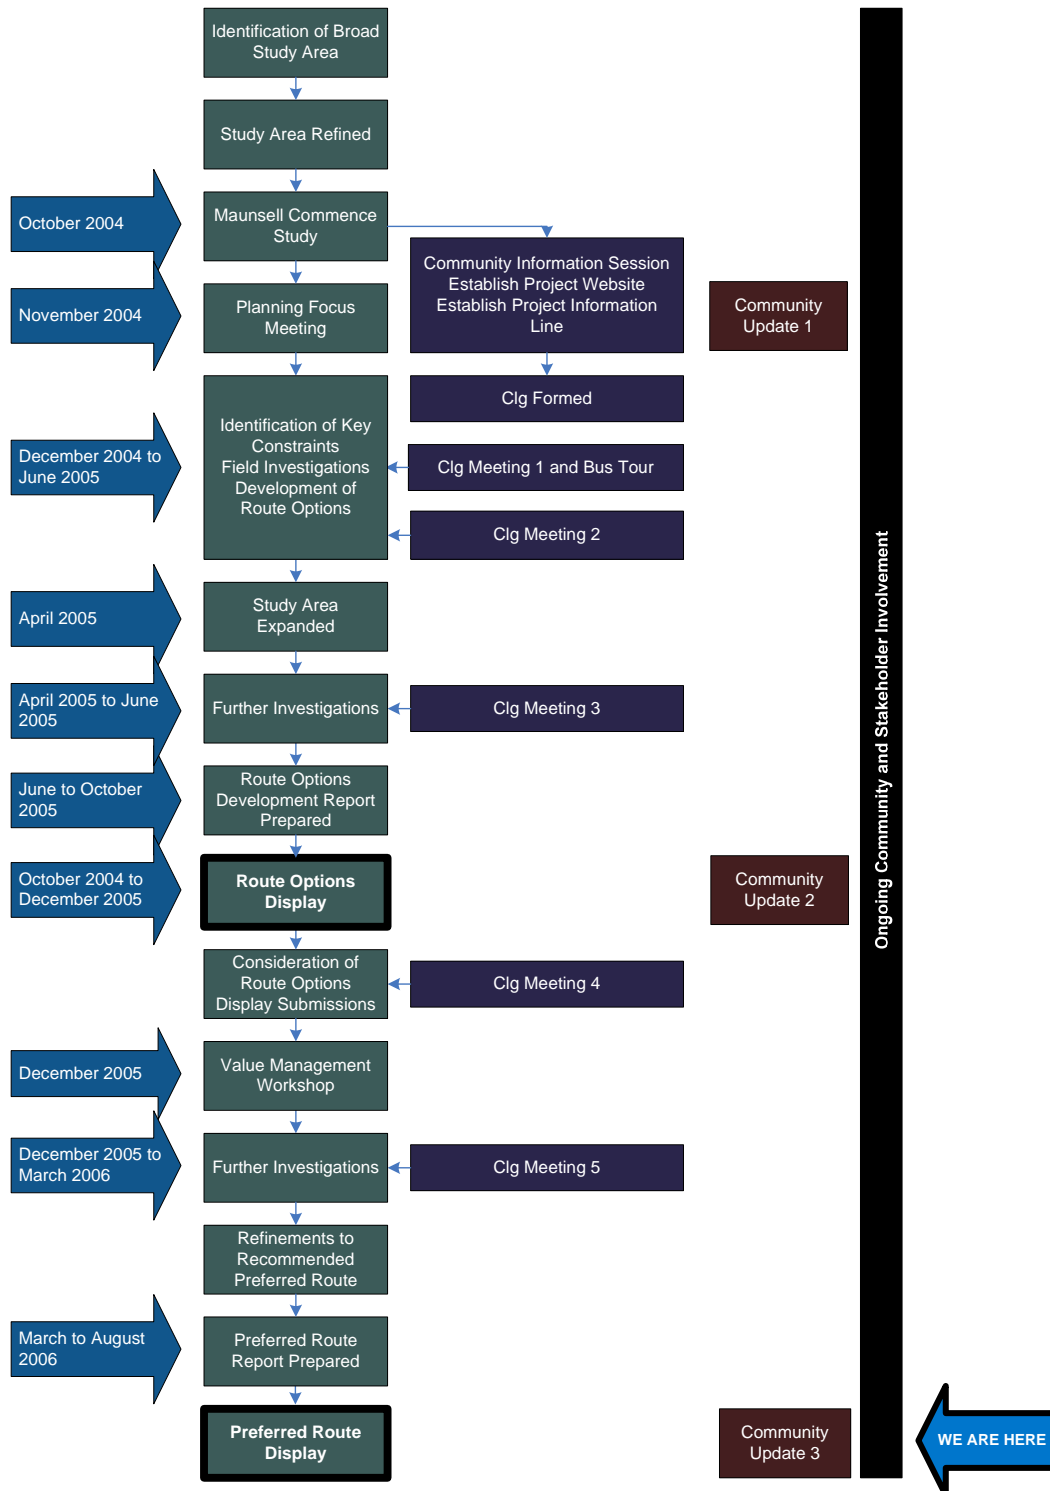 Identification of Broad
Study Area
Study Area Refined
October 2004
Maunsell Commence
Study
Community Information Session
Establish Project Website
Establish Project Information
Line
November 2004
Planning Focus
Meeting
Community
Update 1
Clg Formed
December 2004 to
June 2005
Identification of Key
Constraints
Field Investigations
Development of
Route Options
Clg Meeting 1 and Bus Tour
Clg Meeting 2
April 2005
Study Area
Expanded
April 2005 to June
2005
Further Investigations
Clg Meeting 3
June to October
2005
Route Options
Development Report
Prepared
October 2004 to
December 2005
Route Options
Display
Community
Update 2
Consideration of
Route Options
Display Submissions
Clg Meeting 4
December 2005
Value Management
Workshop
December 2005 to
March 2006
Further Investigations
Clg Meeting 5
Refinements to
Recommended
Preferred Route
March to August
2006
Preferred Route
Report Prepared
Preferred Route
Display
Community
Update 3
Ongoing Community and Stakeholder Involvement
WE ARE HERE